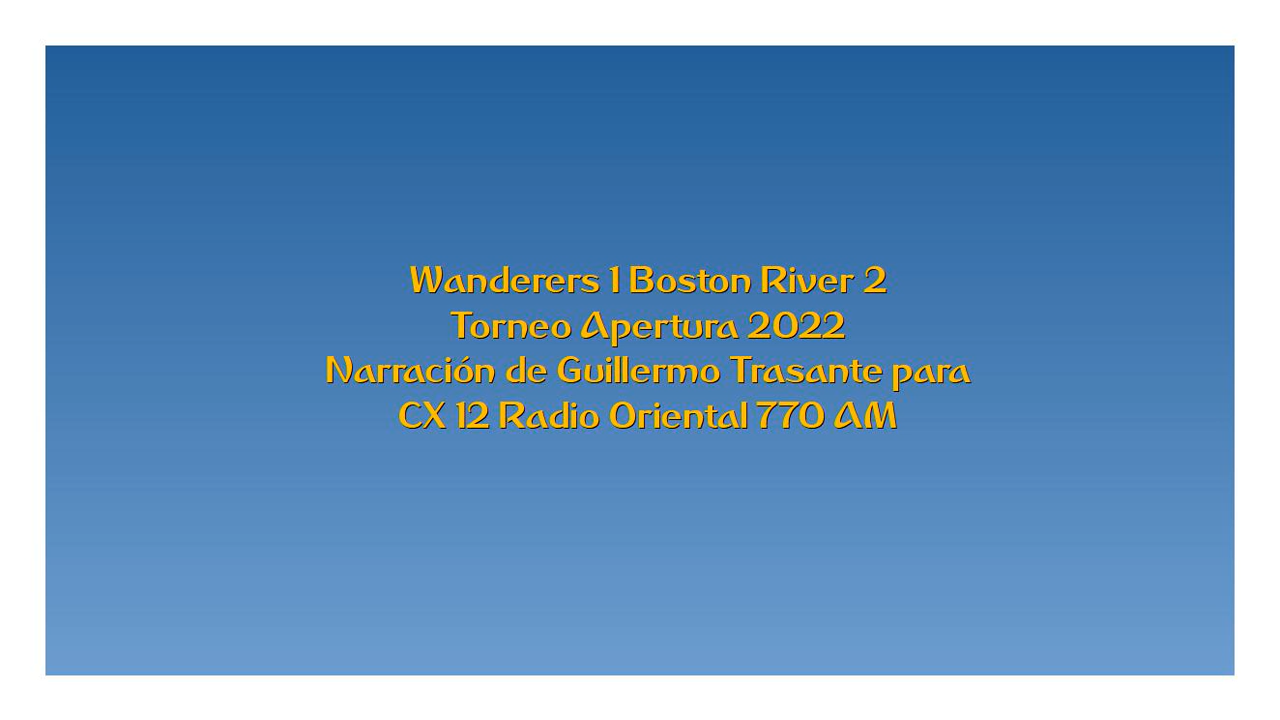 Wanderers 1 Boston River 2
Torneo Apertura 2022
Narración de Guillermo Trasante para
CX 12 Radio Oriental 770 AM